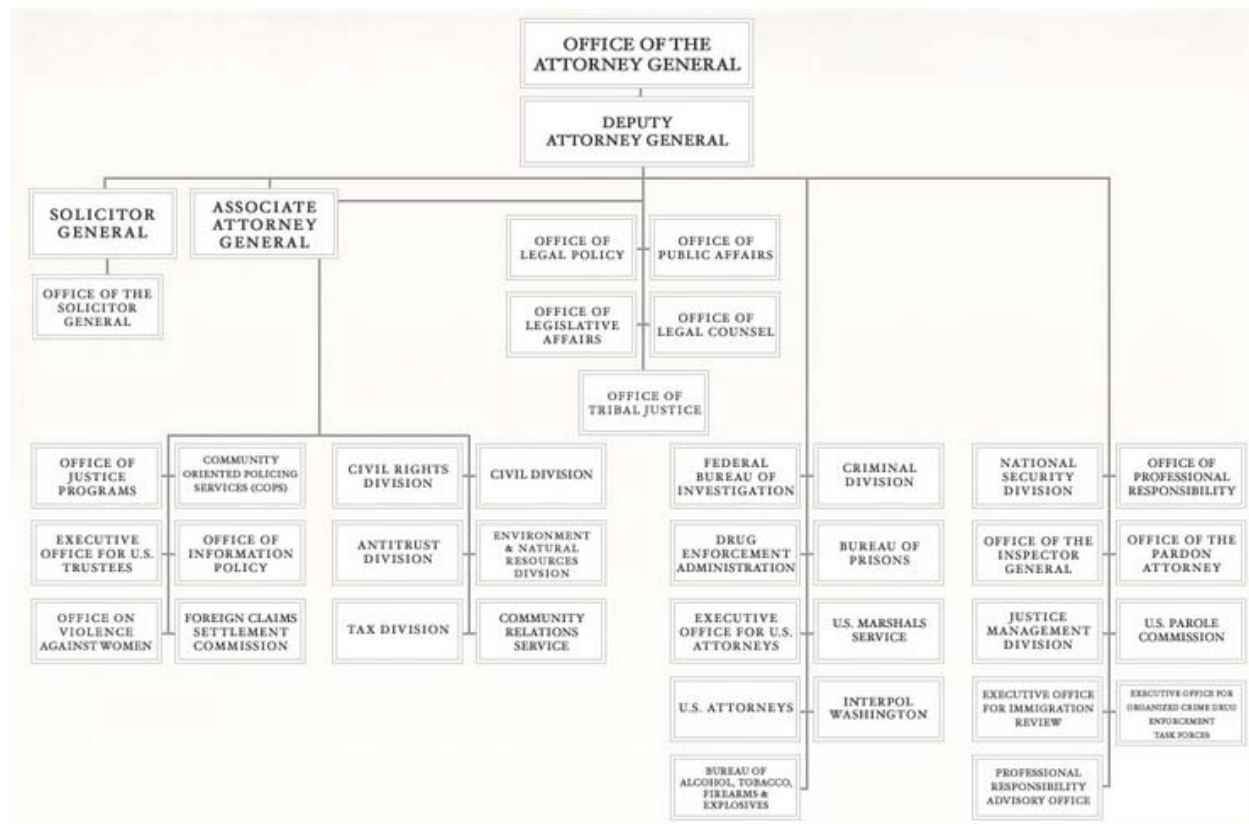 OFFICE OF THE
ATTORNEY GENERAL
DEPUTY
ATTORNEY GENERAL
SOLICITOR
GENERAL
ASSOCIATE
ATTORNEY
GENERAL
OFFICE OF THE
SOLICITOR
GENERAL
OFFICE OF
LEGAL POLICY
OFFICE OF
PUBLIC AFFAIRS
OFFICE OF
LEGISLATIVE
AFFAIRS
OFFICE OF
LEGAL COUNSEL
OFFICE OF
TRIBAL JUSTICE
OFFICE OF
JUSTICE
PROGRAMS
COMMUNITY
ORIENTED POLICING
SERVICES (COPS)
EXECUTIVE
OFFICE FOR U.S.
TRUSTEES
OFFICE OF
INFORMATION
POLICY
OFFICE ON
VIOLENCE
AGAINST WOMEN
FOREIGN CLAIMS
SETTLEMENT
COMMISSION
CIVIL RIGHTS
DIVISION
CIVIL DIVISION
ANTITRUST
DIVISION
ENVIRONMENT
& NATURAL
RESOURCES
DIVSION
TAX DIVISION
COMMUNITY
RELATIONS
SERVICE
FEDERAL
BUREAU OF
INVESTIGATION
CRIMINAL
DIVISION
DRUG
ENFORCEMENT
ADMINISTRATION
BUREAU OF
PRISONS
EXECUTIVE
OFFICE FOR U.S.
ATTORNEYS
U.S. MARSHALS
SERVICE
U.S. ATTORNEYS
INTERPOL
WASHINGTON
BUREAU OF
ALCOHOL, TOBACCO,
FIREARMS &
EXPLOSIVES
NATIONAL
SECURITY
DIVISION
OFFICE OF
PROFESSIONAL
RESPONSIBILITY
OFFICE OF THE
INSPECTOR
GENERAL
OFFICE OF THE
PARDON
ATTORNEY
JUSTICE
MANAGEMENT
DIVISION
U.S. PAROLE
COMMISSION
EXECUTIVE OFFICE
FOR IMMIGRATION
REVIEW
EXECUTIVE OFFICE FOR
ORGANIZED CRIME DRUG
ENFORCEMENT
TASK FORCES
PROFESSIONAL
RESPONSIBILITY
ADVISORY OFFICE